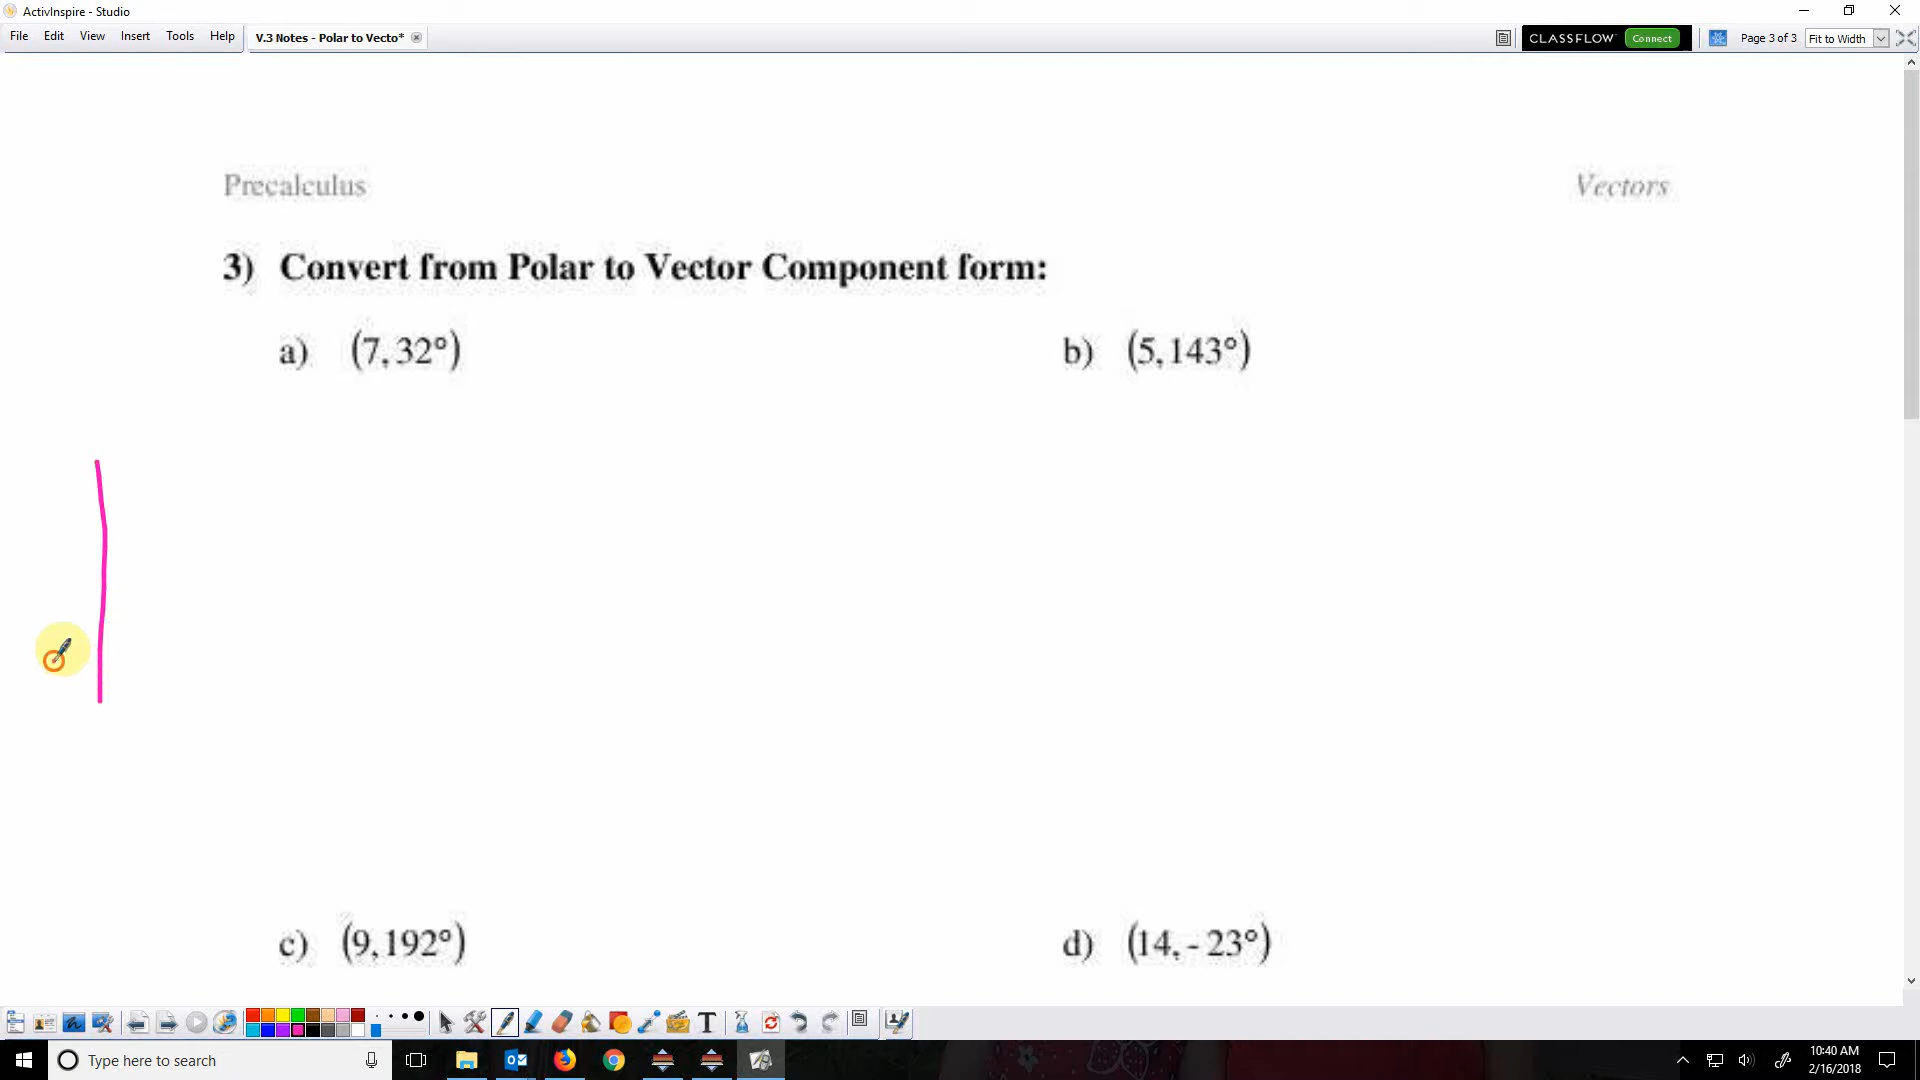 ActivInspire - Studio
File Edit View Insert Tools Help V.3 Notes - Polar to Vecto* CLASSFLOW Connect Page 3 of 3 Fit to Width
Precalculus Vectors
3) Convert from Polar to Vector Component form:
a) (7, 32°) b) (5, 143°)
c) (9, 192°) d) (14, - 23°)
T
Type here to search
10:40 AM
2/16/2018